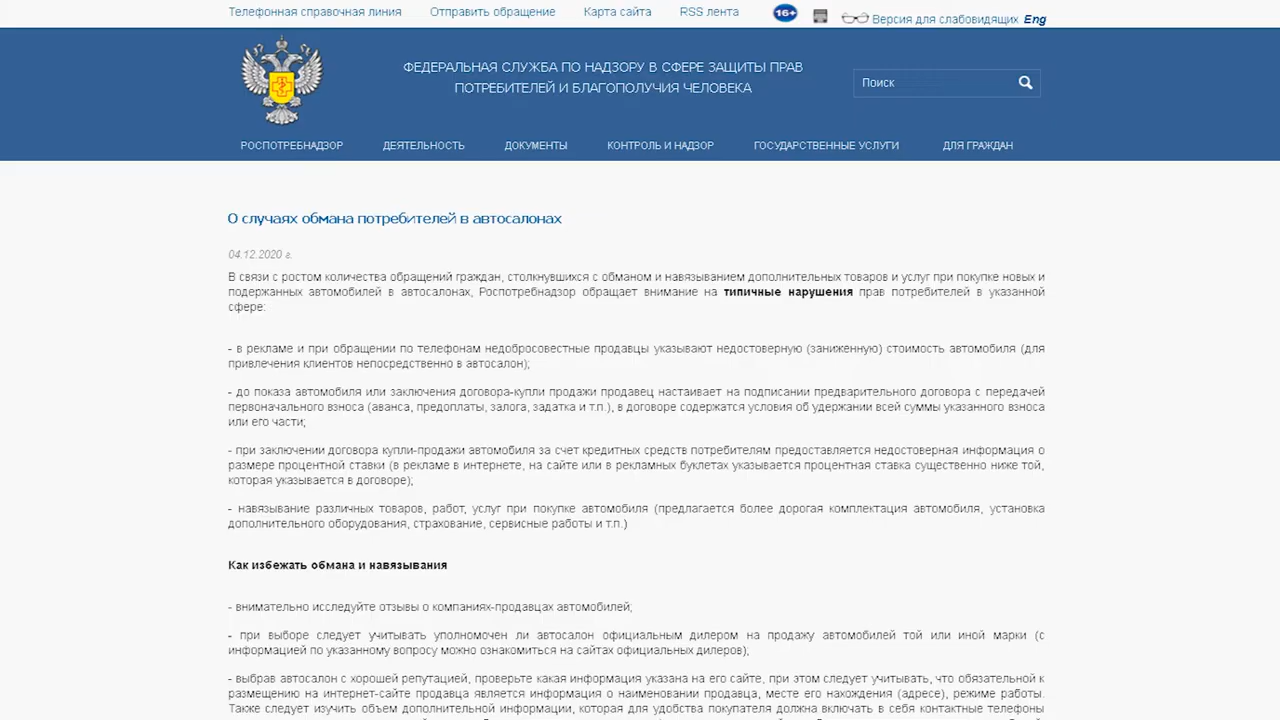 Телефонная справочная линия Отправить обращение Карта сайта RSS лента 16+ Версия для слабовидящих Eng
ФЕДЕРАЛЬНАЯ СЛУЖБА ПО НАДЗОРУ В СФЕРЕ ЗАЩИТЫ ПРАВ
ПОТРЕБИТЕЛЕЙ И БЛАГОПОЛУЧИЯ ЧЕЛОВЕКА
Поиск
РОСПОТРЕБНАДЗОР ДЕЯТЕЛЬНОСТЬ ДОКУМЕНТЫ КОНТРОЛЬ И НАДЗОР ГОСУДАРСТВЕННЫЕ УСЛУГИ ДЛЯ ГРАЖДАН
О случаях обмана потребителей в автосалонах
04.12.2020 г.
В связи с ростом количества обращений граждан, столкнувшихся с обманом и навязыванием дополнительных товаров и услуг при покупке новых и
подержанных автомобилей в автосалонах, Роспотребнадзор обращает внимание на типичные нарушения прав потребителей в указанной
сфере:
- в рекламе и при обращении по телефонам недобросовестные продавцы указывают недостоверную (заниженную) стоимость автомобиля (для
привлечения клиентов непосредственно в автосалон);
- до показа автомобиля или заключения договора-купли продажи продавец настаивает на подписании предварительного договора с передачей
первоначального взноса (аванса, предоплаты, залога, задатка и т.п.), в договоре содержатся условия об удержании всей суммы указанного взноса
или его части;
- при заключении договора купли-продажи автомобиля за счет кредитных средств потребителям предоставляется недостоверная информация о
размере процентной ставки (в рекламе в интернете, на сайте или в рекламных буклетах указывается процентная ставка существенно ниже той,
которая указывается в договоре);
- навязывание различных товаров, работ, услуг при покупке автомобиля (предлагается более дорогая комплектация автомобиля, установка
дополнительного оборудования, страхование, сервисные работы и т.п.)
Как избежать обмана и навязывания
- внимательно исследуйте отзывы о компаниях-продавцах автомобилей;
- при выборе следует учитывать уполномочен ли автосалон официальным дилером на продажу автомобилей той или иной марки (с
информацией по указанному вопросу можно ознакомиться на сайтах официальных дилеров);
- выбрав автосалон с хорошей репутацией, проверьте какая информация указана на его сайте, при этом следует учитывать, что обязательной к
размещению на интернет-сайте продавца является информация о наименовании продавца, месте его нахождения (адресе), режиме работы.
Также следует изучить объем дополнительной информации, которая для удобства покупателя должна включать в себя контактные телефоны